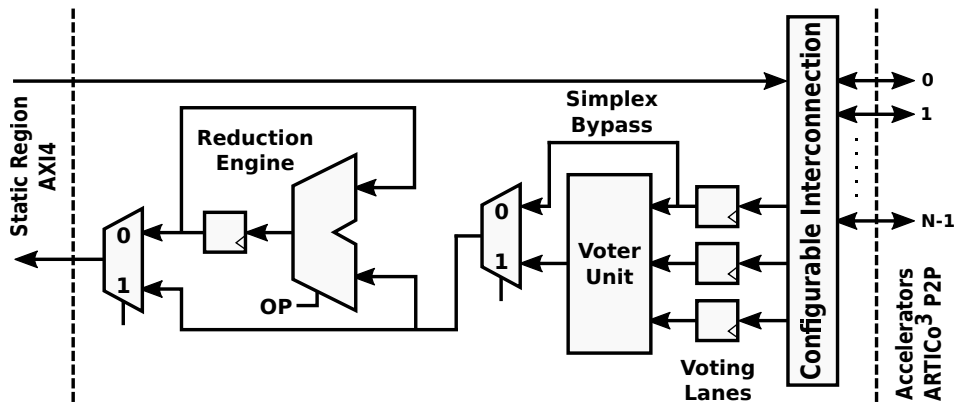 Static Region
AXI4
Reduction
Engine
OP
0
1
Simplex
Bypass
0
1
Voter
Unit
Voting
Lanes
Configurable Interconnection
0
1
N-1
Accelerators
ARTICo³ P2P